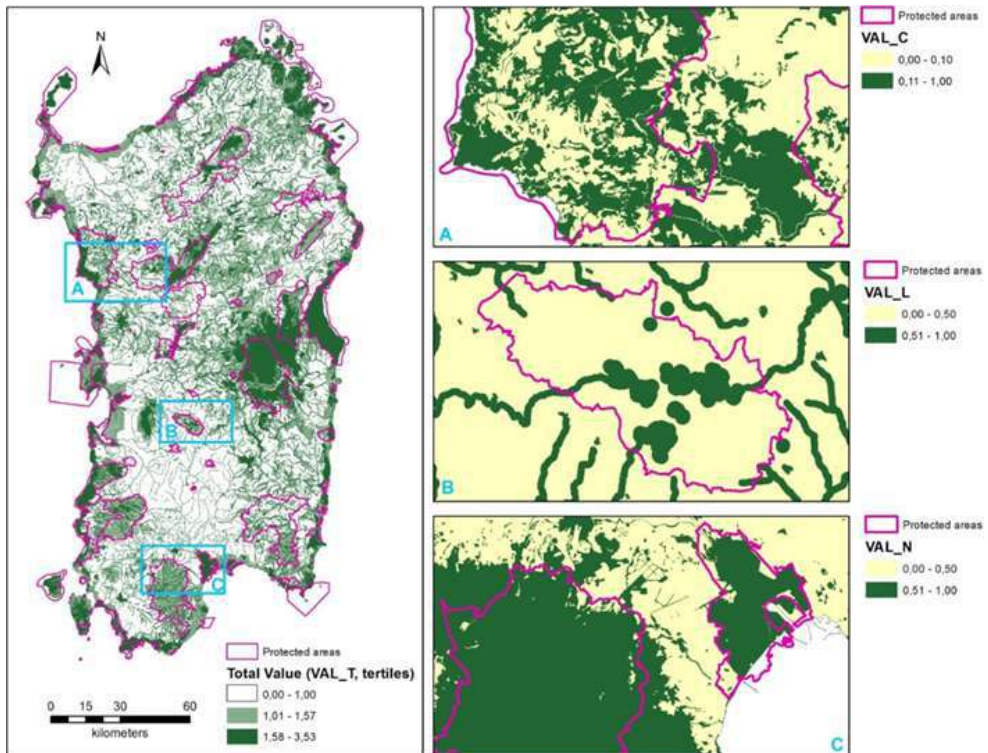 N
A
B
C
Protected areas
Total Value (VAL_T, tertiles)
0,00 - 1,00
1,01 - 1,57
1,58 - 3,53
0 15 30 60
kilometers
A
Protected areas
VAL_C
0,00 - 0,10
0,11 - 1,00
B
Protected areas
VAL_L
0,00 - 0,50
0,51 - 1,00
C
Protected areas
VAL_N
0,00 - 0,50
0,51 - 1,00